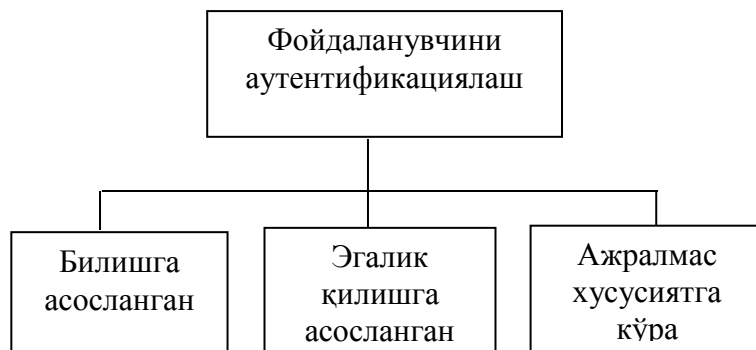 Фойдаланувчини
аутентификациялаш
Билишга
асосланган
Эгалик
қилишга
асосланган
Ажралмас
хусусиятга
кўра